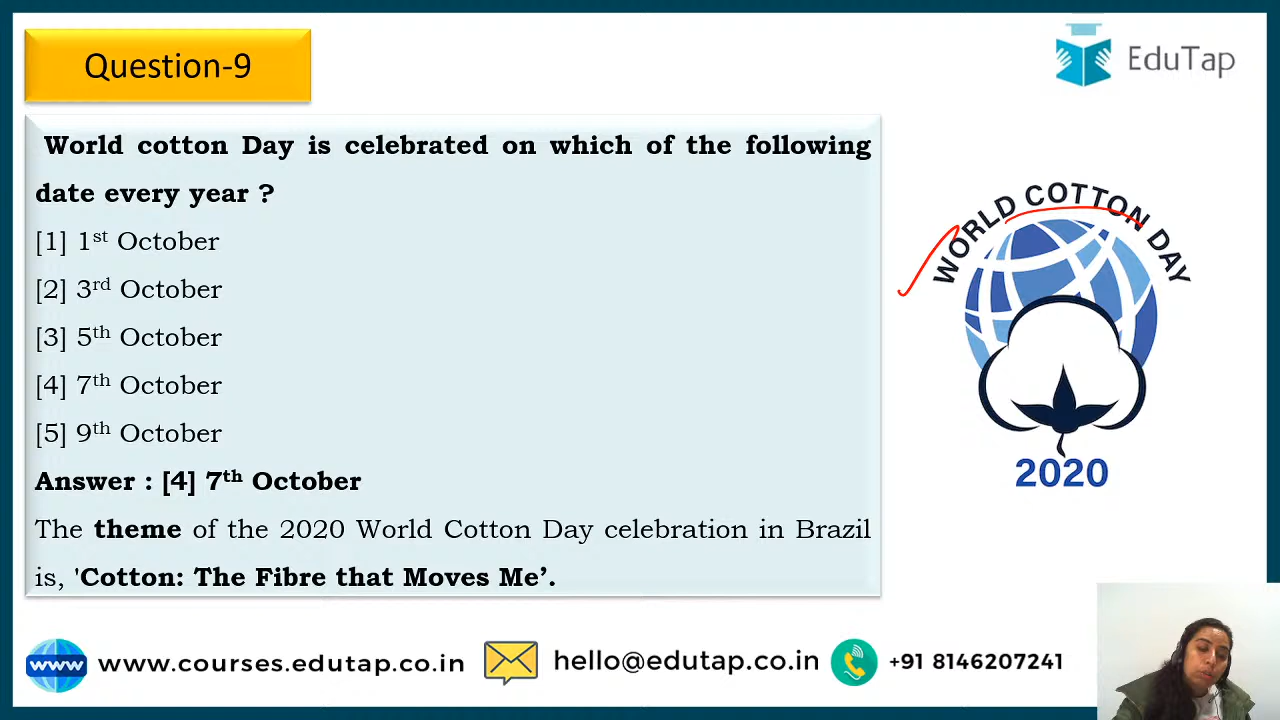 Question-9
EduTap
World cotton Day is celebrated on which of the following
date every year ?
[1] 1st October
[2] 3rd October
[3] 5th October
[4] 7th October
[5] 9th October
Answer : [4] 7th October
The theme of the 2020 World Cotton Day celebration in Brazil
is, 'Cotton: The Fibre that Moves Me’.
WORLD COTTON DAY
2020
www
www.courses.edutap.co.in
hello@edutap.co.in
+91 8146207241